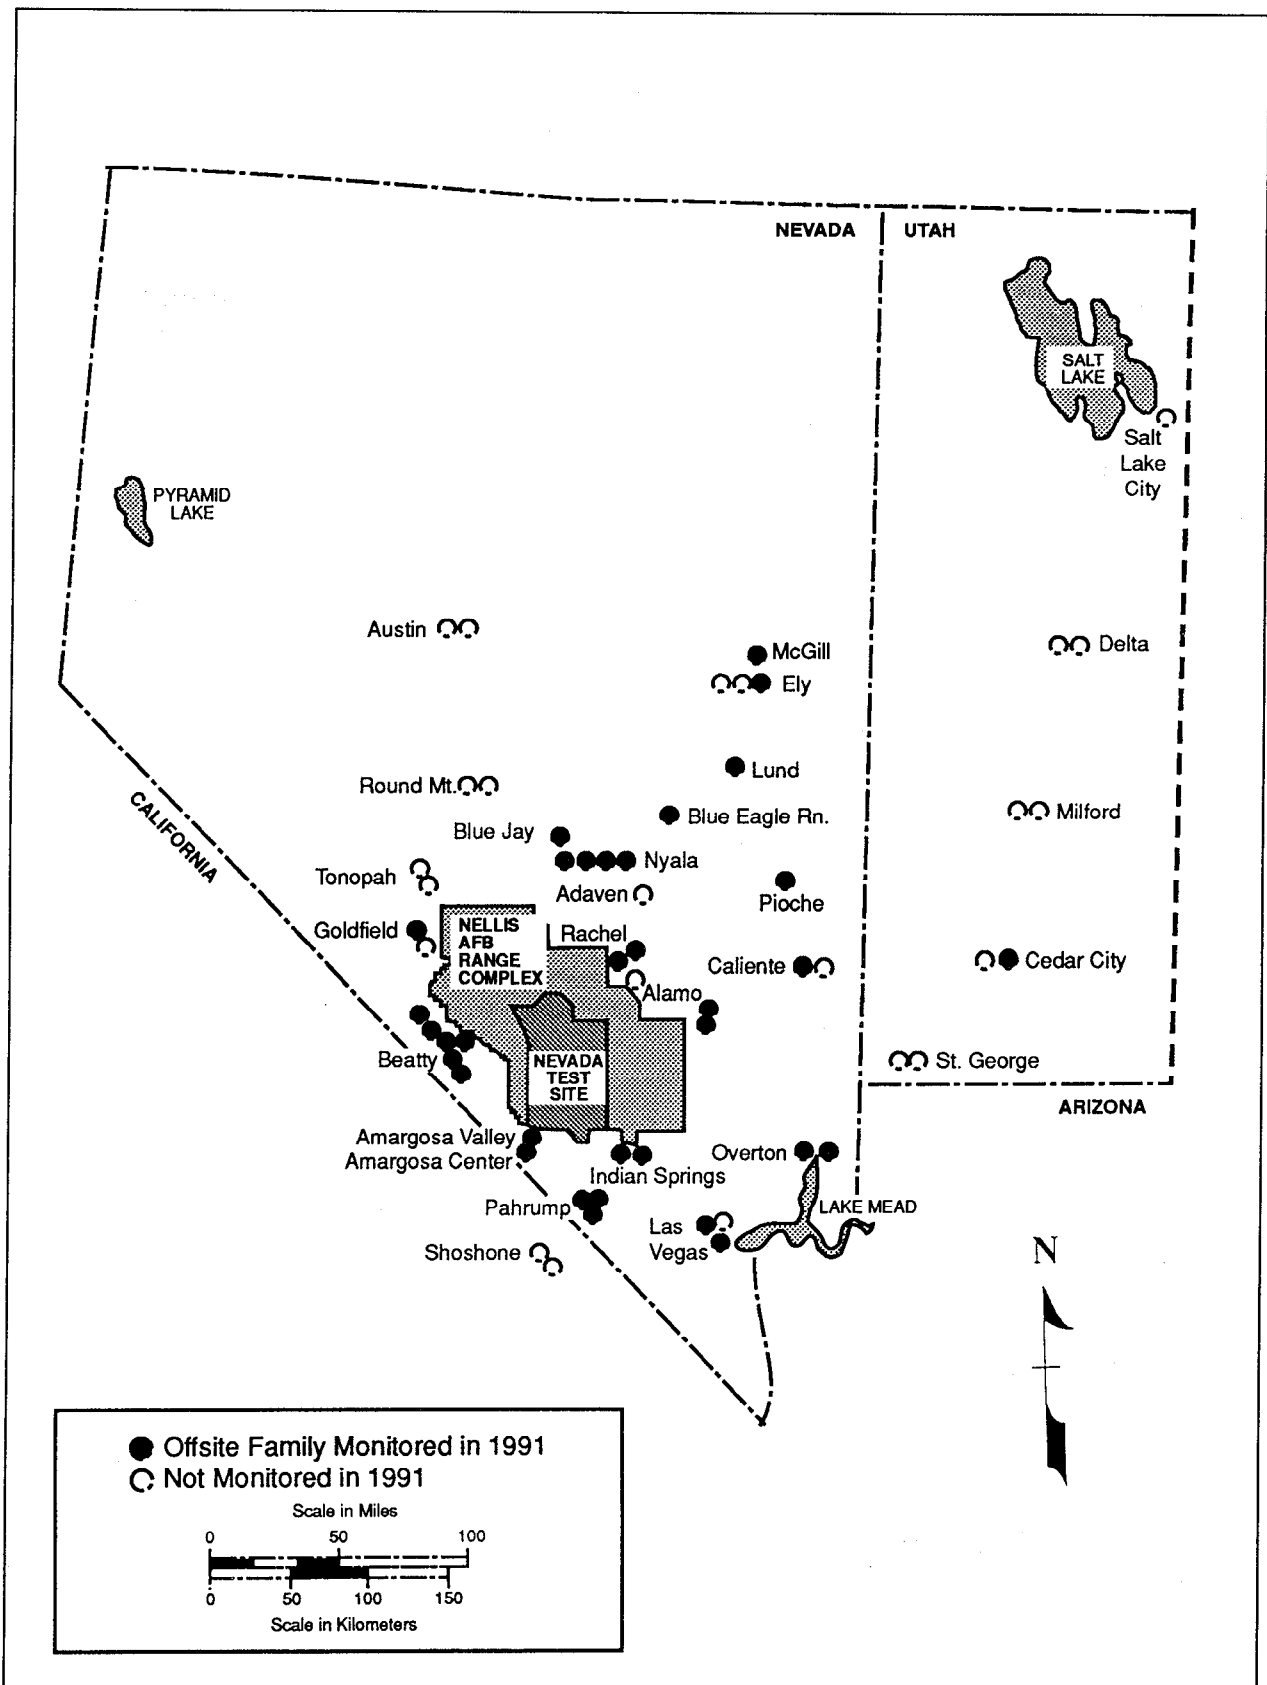 NEVADA
UTAH
SALT
LAKE
Salt
Lake
City
PYRAMID
LAKE
Austin
McGill
Ely
Delta
Lund
Round Mt.
Blue Eagle Rn.
Milford
CALIFORNIA
Blue Jay
Nyala
Tonopah
Adaven
Pioche
Goldfield
NELLIS
AFB
RANGE
COMPLEX
Rachel
Caliente
Cedar City
Alamo
Beatty
NEVADA
TEST
SITE
St. George
ARIZONA
Amargosa Valley
Amargosa Center
Overton
Indian Springs
Pahrump
LAKE MEAD
Las
Vegas
Shoshone
N
Offsite Family Monitored in 1991
Not Monitored in 1991
Scale in Miles
0 50 100
0 50 100 150
Scale in Kilometers